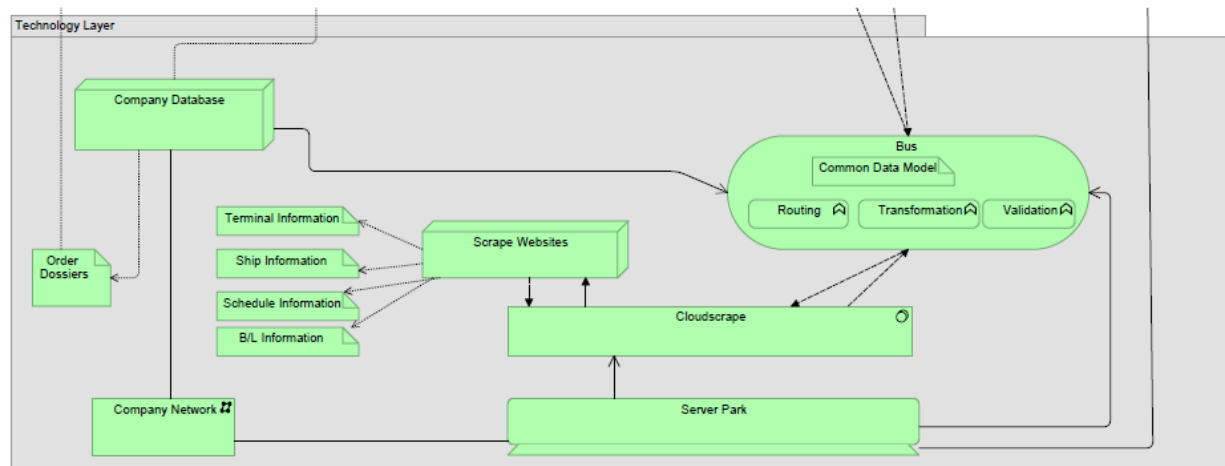 Technology Layer
Company Database
Bus
Common Data Model
Routing
Transformation
Validation
Terminal Information
Scrape Websites
Order
Dossiers
Ship Information
Schedule Information
Cloudscrape
B/L Information
Company Network
Server Park